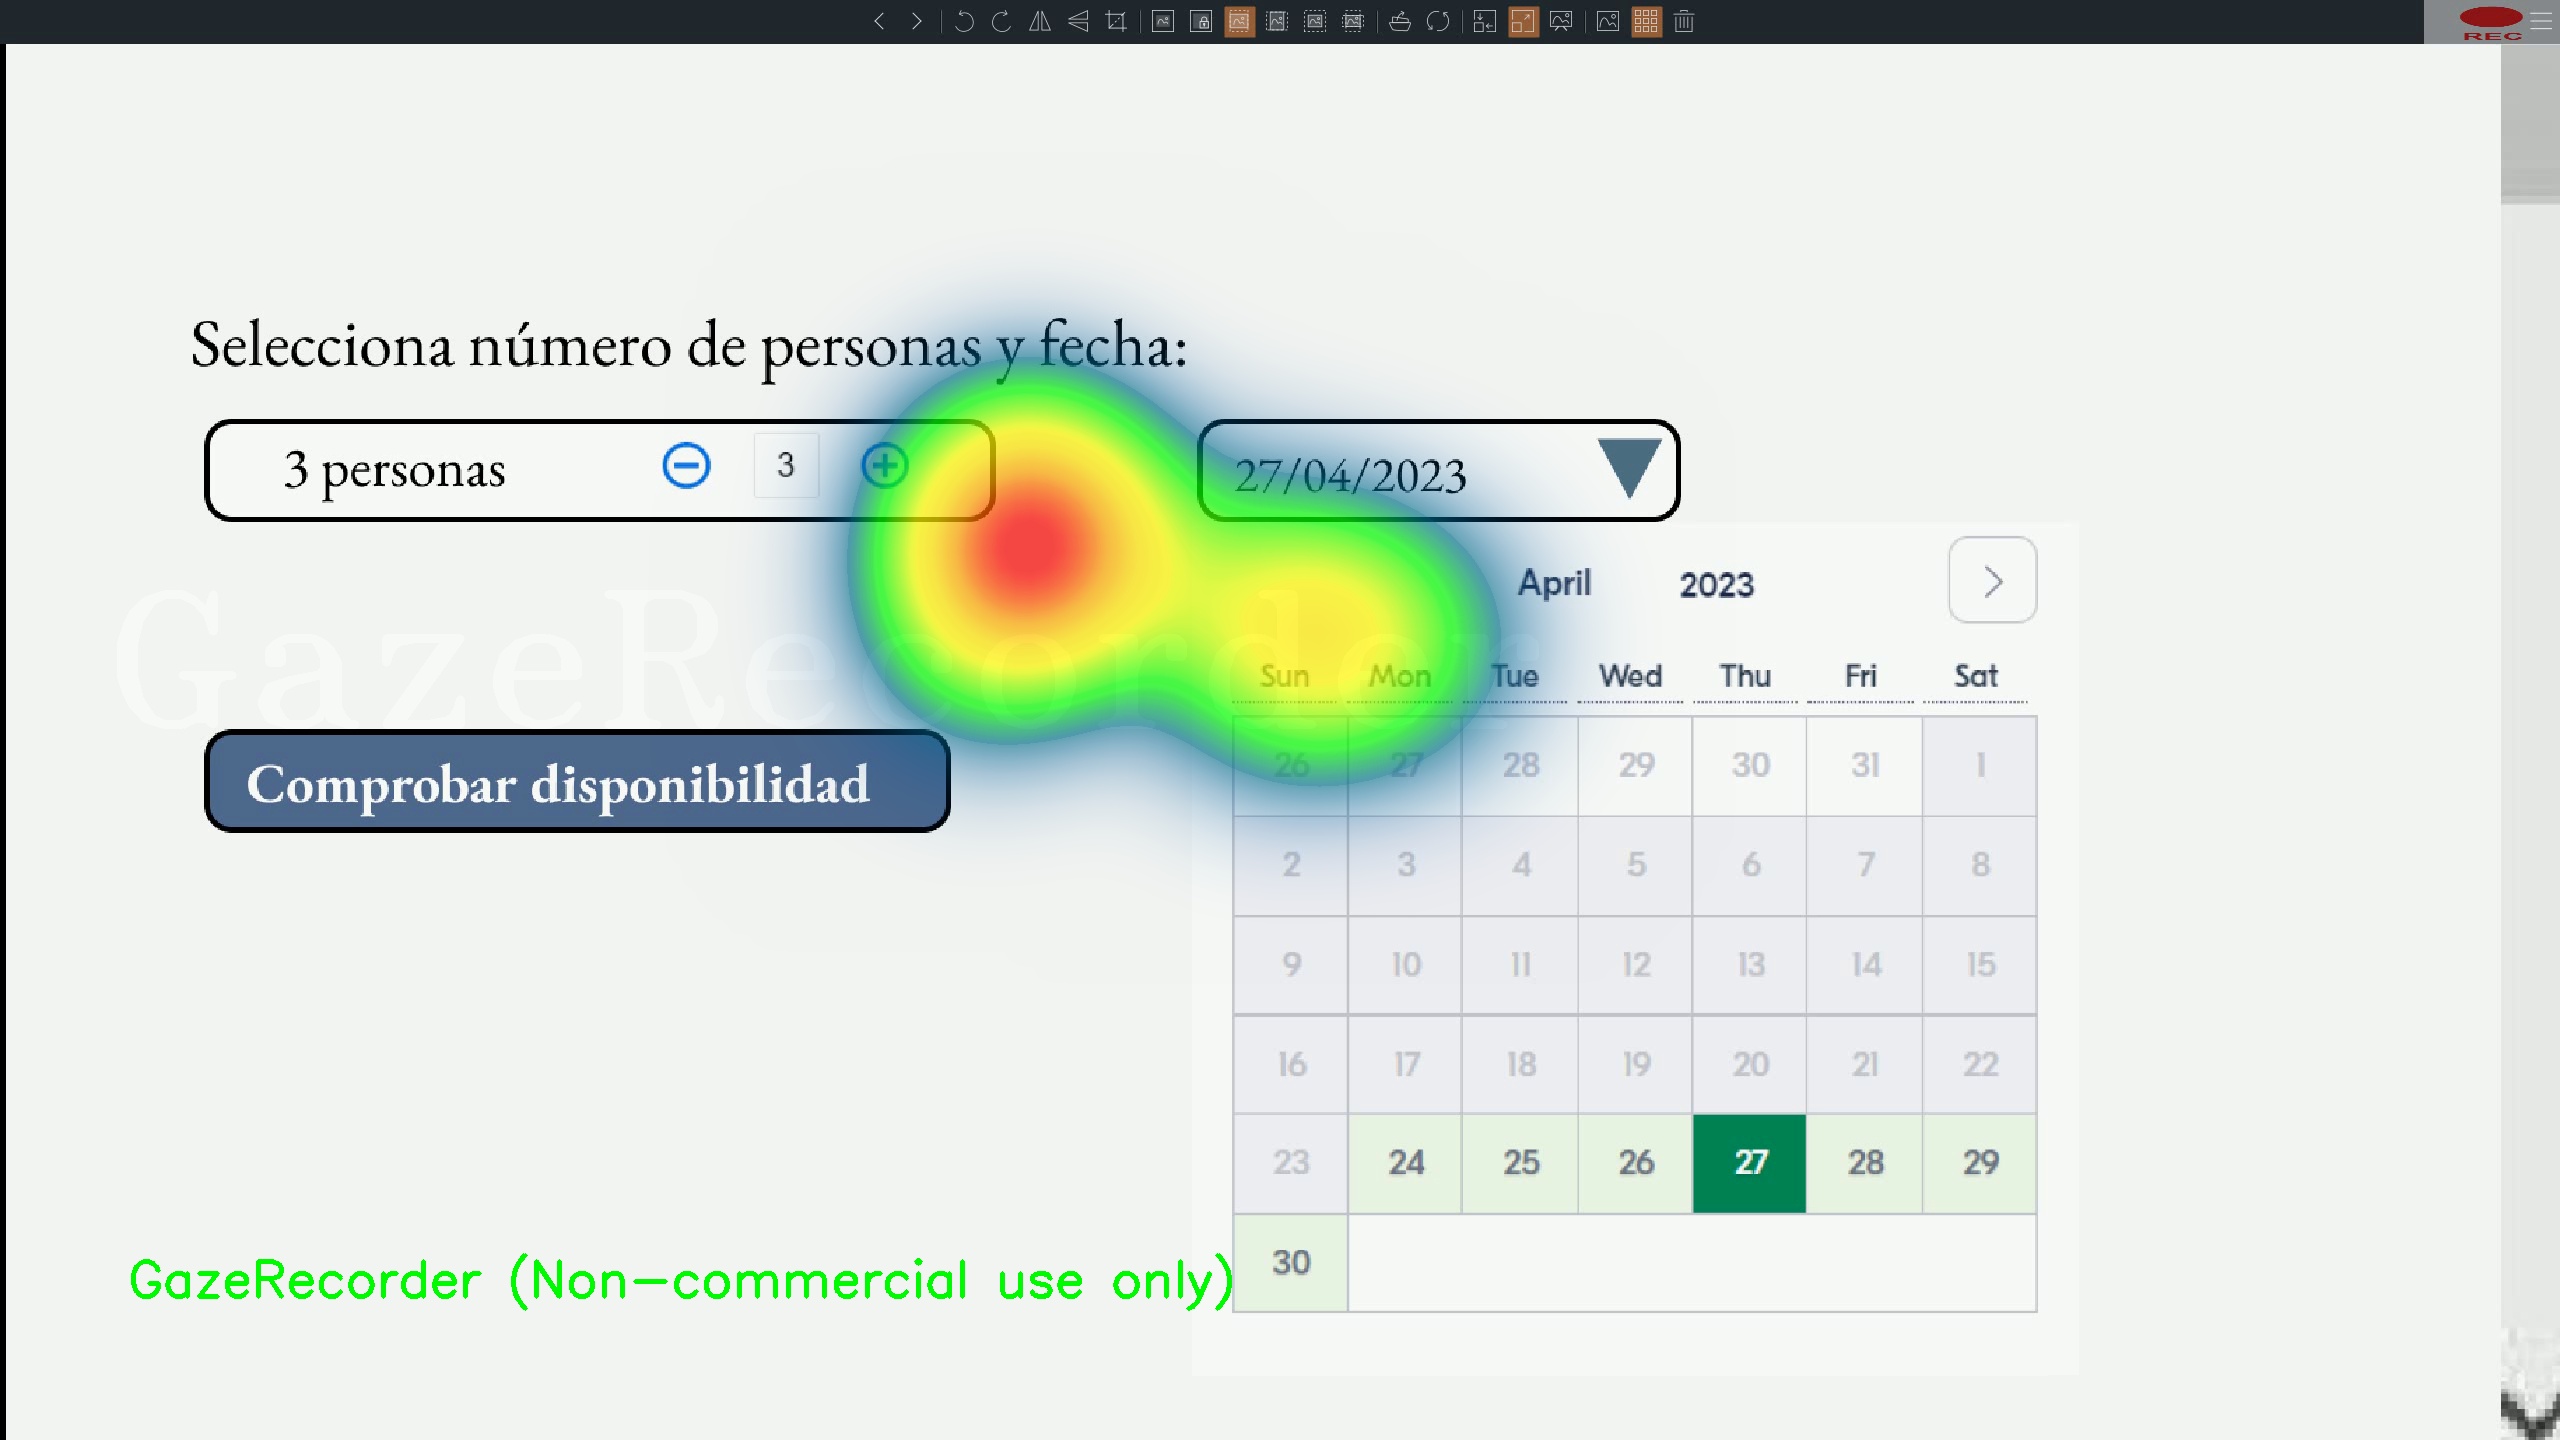 REC
Selecciona número de personas y fecha:
3 personas 3 27/04/2023
April 2023
GazeRecorder
Sun Mon Tue Wed Thu Fri Sat
26 27 28 29 30 31 1
Comprobar disponibilidad
2 3 4 5 6 7 8
9 10 11 12 13 14 15
16 17 18 19 20 21 22
23 24 25 26 27 28 29
30
GazeRecorder (Non-commercial use only)